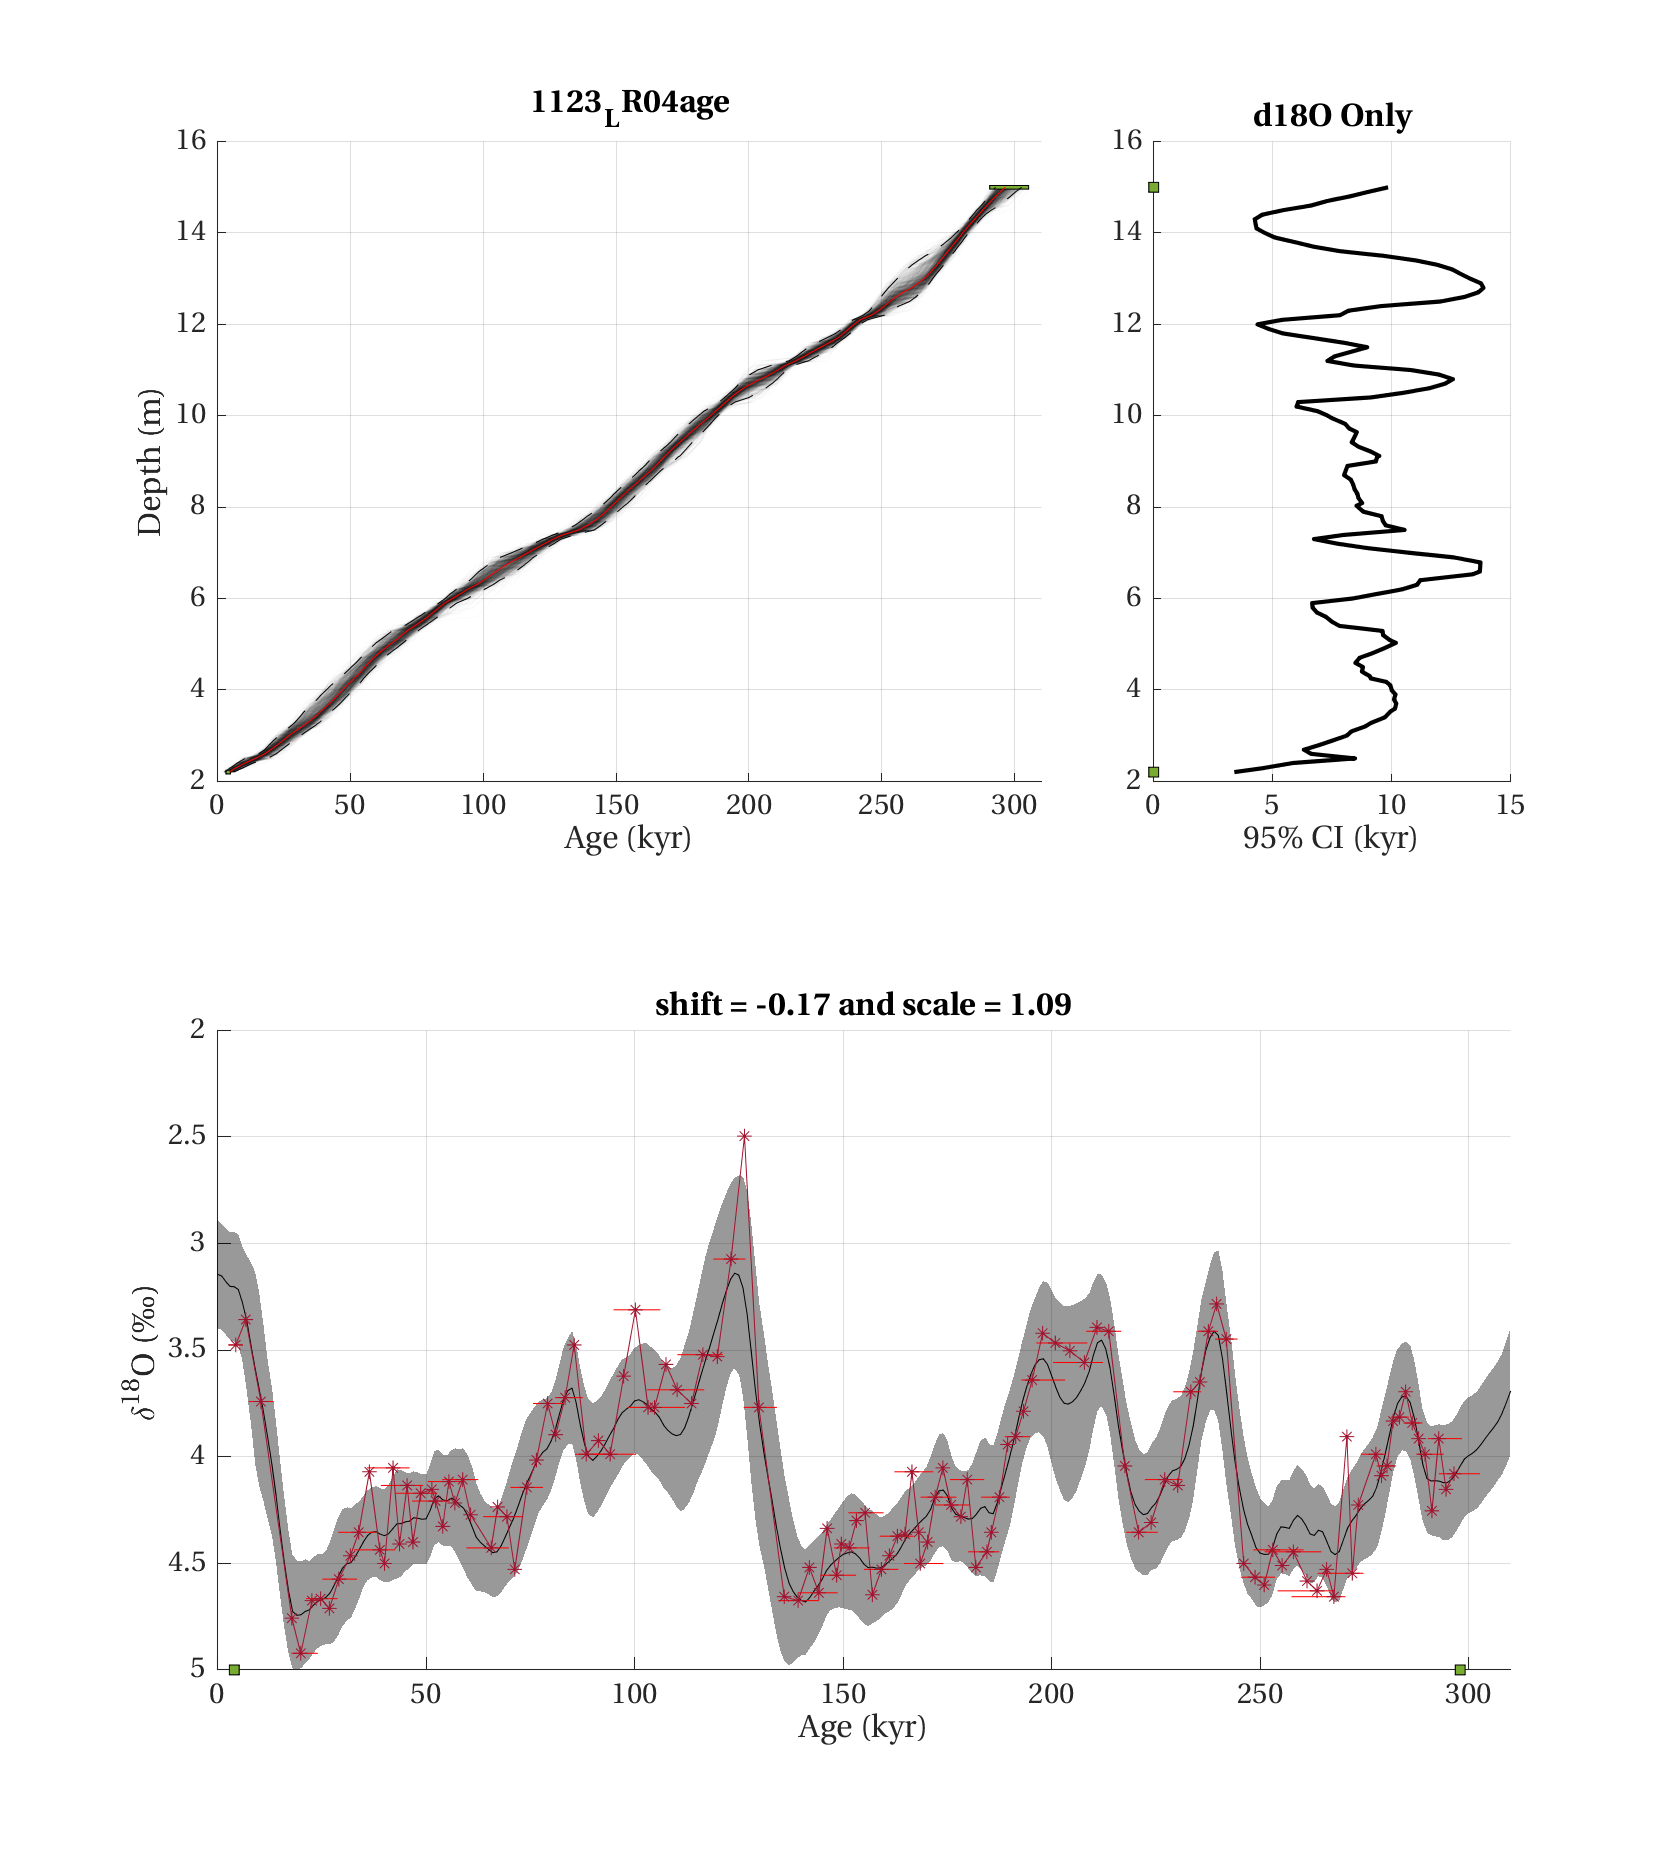 1123LR04age
d18O Only
16
14
12
10
8
6
4
2
Depth (m)
0 50 100 150 200 250 300
Age (kyr)
16
14
12
10
8
6
4
2
0 5 10 15
95% CI (kyr)
shift = -0.17 and scale = 1.09
2
2.5
3
3.5
4
4.5
5
δ18O (‰)
0 50 100 150 200 250 300
Age (kyr)